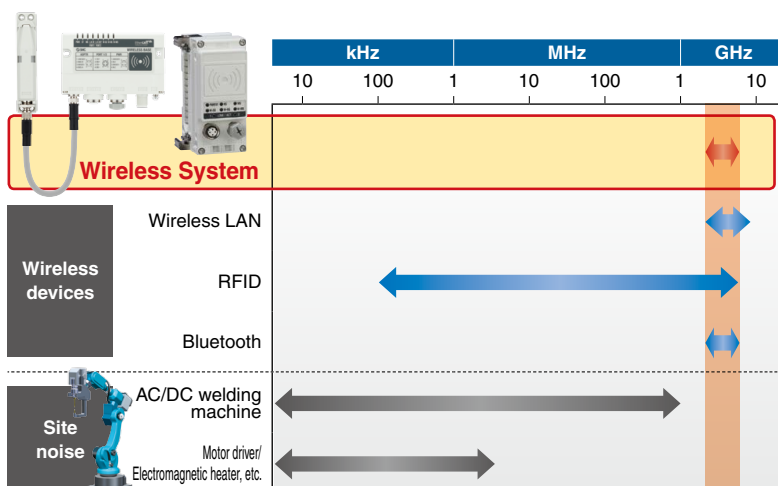 kHz MHz GHz
10 100 1 10 100 1 10
Wireless System
Wireless
devices
Wireless LAN
RFID
Bluetooth
Site
noise
AC/DC welding
machine
Motor driver/
Electromagnetic heater, etc.